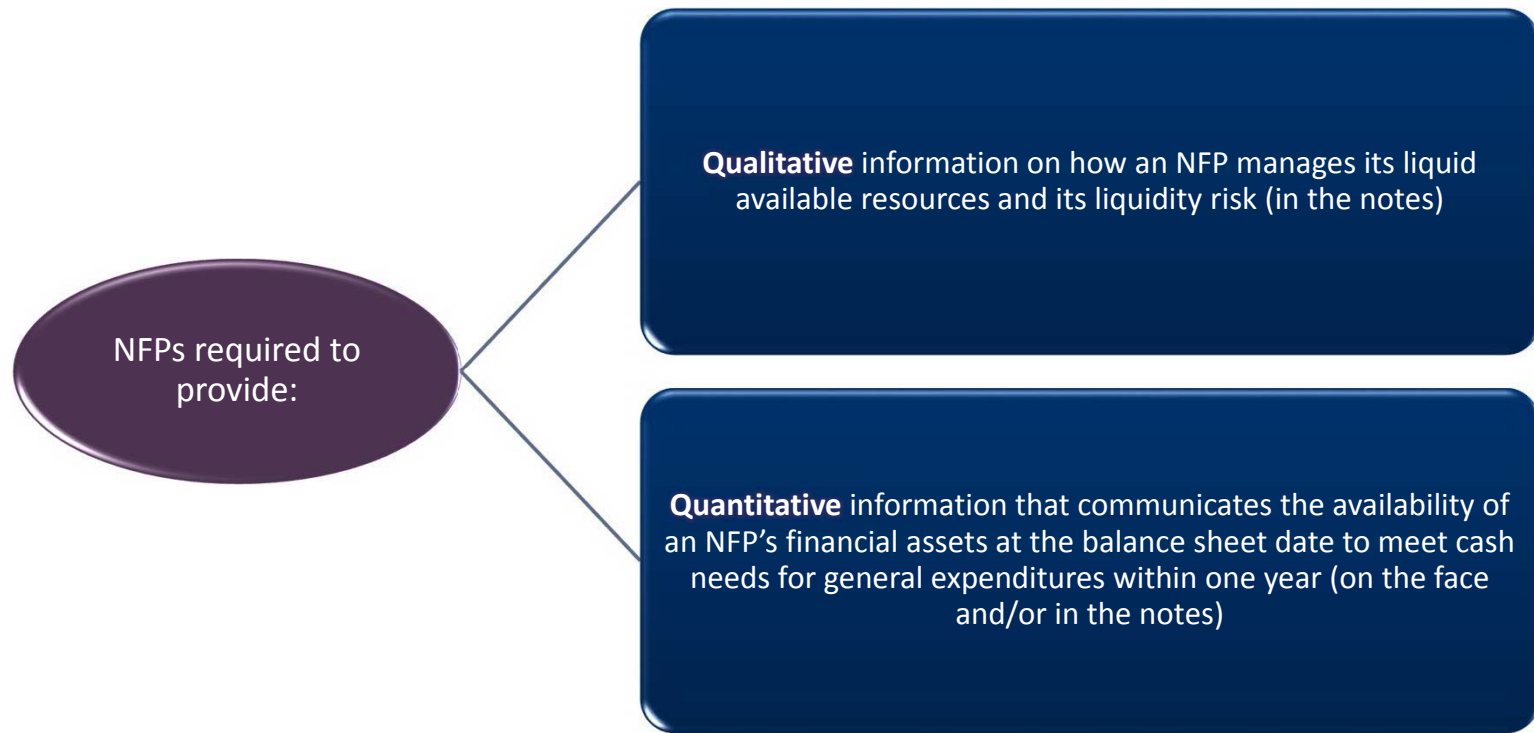 NFPs required to
provide:
Qualitative information on how an NFP manages its liquid
available resources and its liquidity risk (in the notes)
Quantitative information that communicates the availability of
an NFP’s financial assets at the balance sheet date to meet cash
needs for general expenditures within one year (on the face
and/or in the notes)